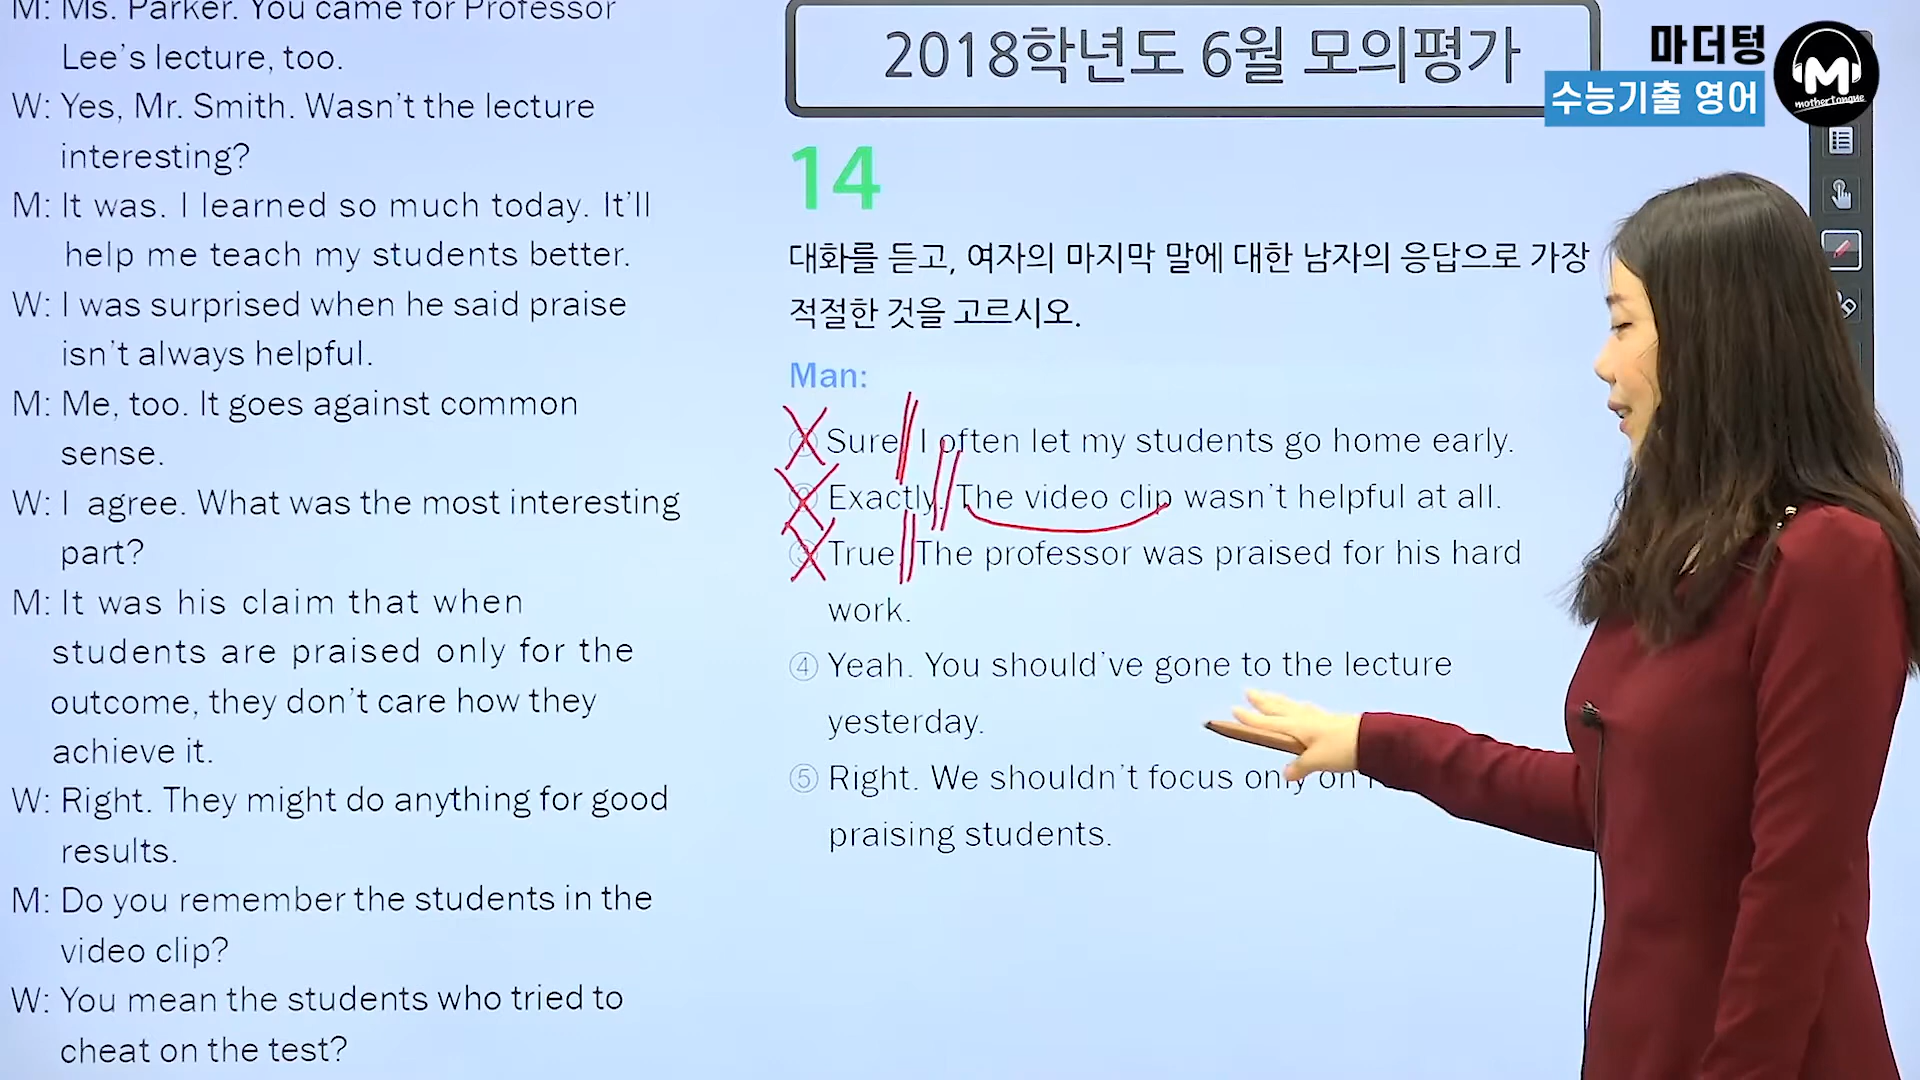 M: Ms. Parker. You came for Professor
Lee's lecture, too.
W: Yes, Mr. Smith. Wasn't the lecture
interesting?
M: It was. I learned so much today. It'll
help me teach my students better.
W: I was surprised when he said praise
isn't always helpful.
M: Me, too. It goes against common
sense.
W: I agree. What was the most interesting
part?
M: It was his claim that when
students are praised only for the
outcome, they don't care how they
achieve it.
W: Right. They might do anything for good
results.
M: Do you remember the students in the
video clip?
W: You mean the students who tried to
cheat on the test?
2018학년도 6월 모의평가
마더텅
수능기출 영어
M
mother tongue
14
대화를 듣고, 여자의 마지막 말에 대한 남자의 응답으로 가장
적절한 것을 고르시오.
Man:
① Sure. I often let my students go home early.
② Exactly. The video clip wasn't helpful at all.
③ True. The professor was praised for his hard
work.
④ Yeah. You should've gone to the lecture
yesterday.
⑤ Right. We shouldn't focus only on
praising students.